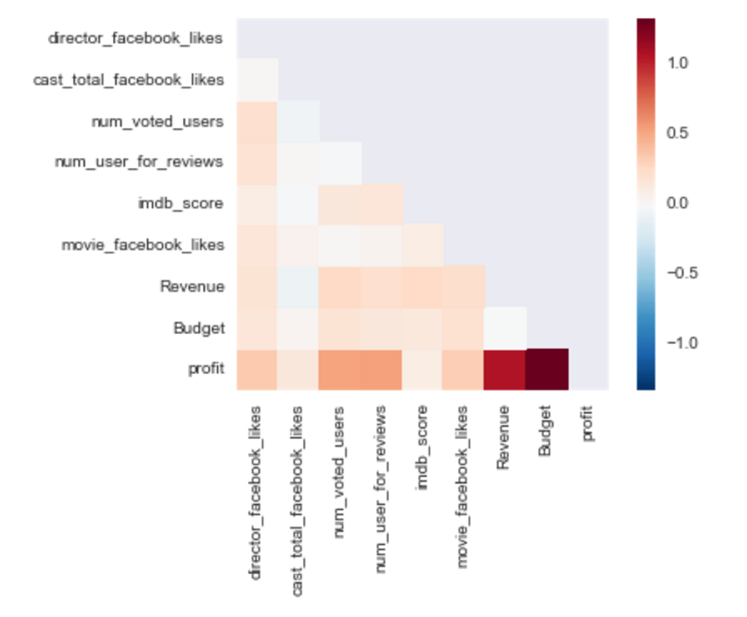 director_facebook_likes
cast_total_facebook_likes
num_voted_users
num_user_for_reviews
imdb_score
movie_facebook_likes
Revenue
Budget
profit
1.0
0.5
0.0
−0.5
−1.0
director_facebook_likes
cast_total_facebook_likes
num_voted_users
num_user_for_reviews
imdb_score
movie_facebook_likes
Revenue
Budget
profit